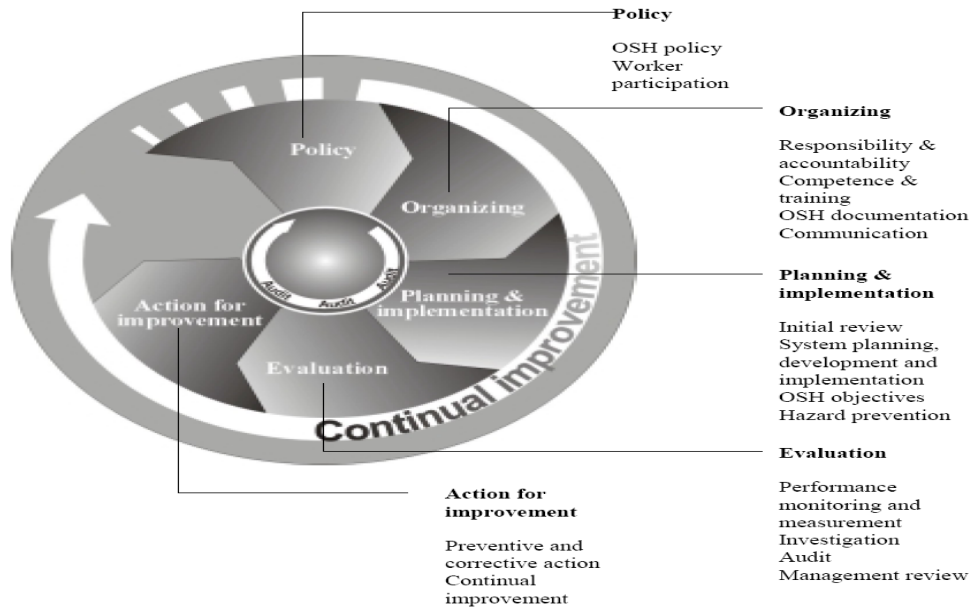 Policy
OSH policy
Worker
participation
Organizing
Responsibility &
accountability
Competence &
training
OSH documentation
Communication
Planning &
implementation
Initial review
System planning,
development and
implementation
OSH objectives
Hazard prevention
Evaluation
Performance
monitoring and
measurement
Investigation
Audit
Management review
Action for
improvement
Preventive and
corrective action
Continual
improvement
Policy
Organizing
Planning &
implementation
Evaluation
Action for
improvement
Audit
Audit
Audit
Continual improvement